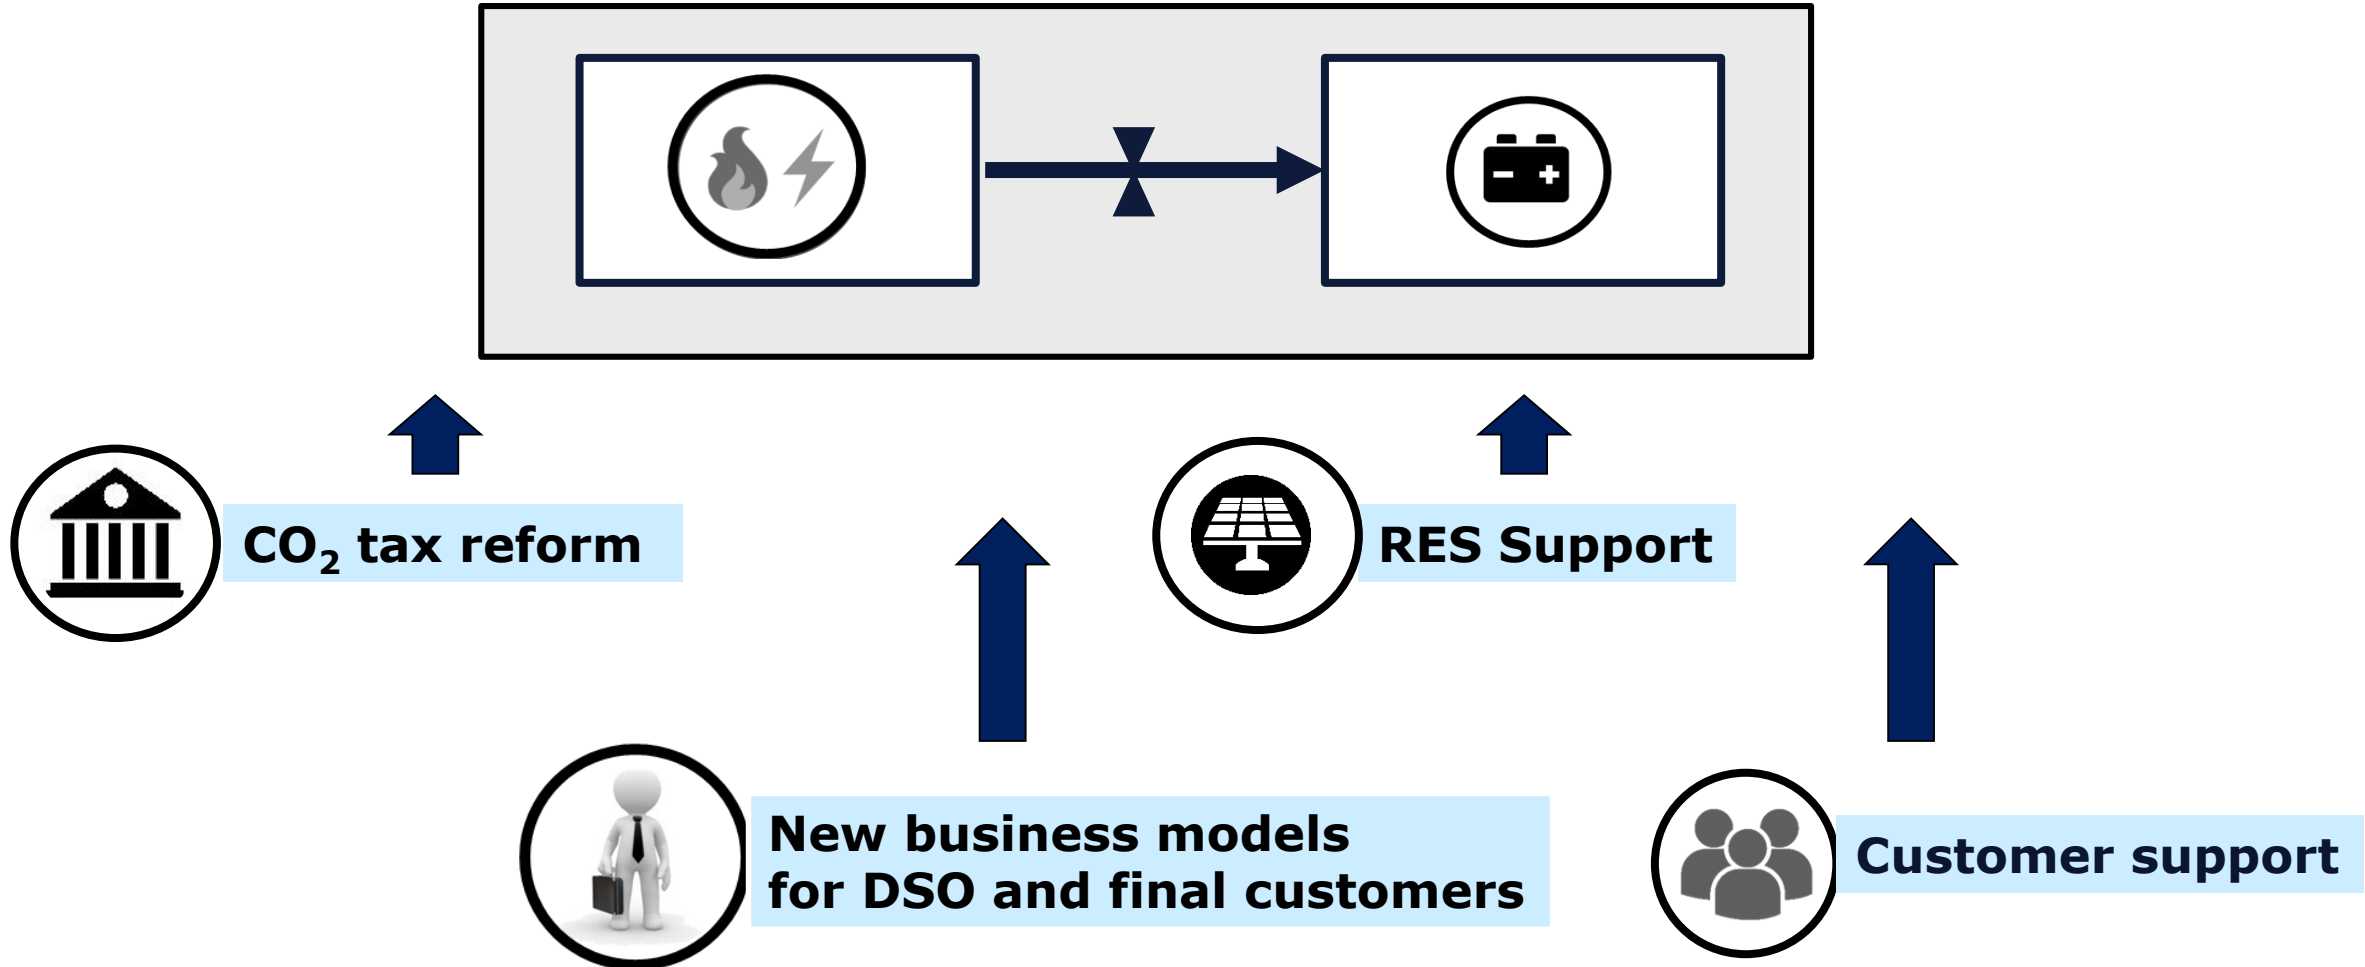 CO₂ tax reform
RES Support
New business models
for DSO and final customers
Customer support